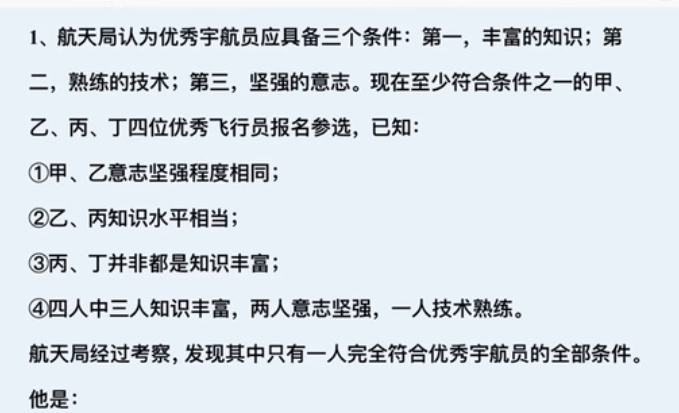 1、航天局认为优秀宇航员应具备三个条件：第一，丰富的知识；第
二，熟练的技术；第三，坚强的意志。现在至少符合条件之一的甲、
乙、丙、丁四位优秀飞行员报名参选，已知：
①甲、乙意志坚强程度相同；
②乙、丙知识水平相当；
③丙、丁并非都是知识丰富；
④四人中三人知识丰富，两人意志坚强，一人技术熟练。
航天局经过考察，发现其中只有一人完全符合优秀宇航员的全部条件。
他是：